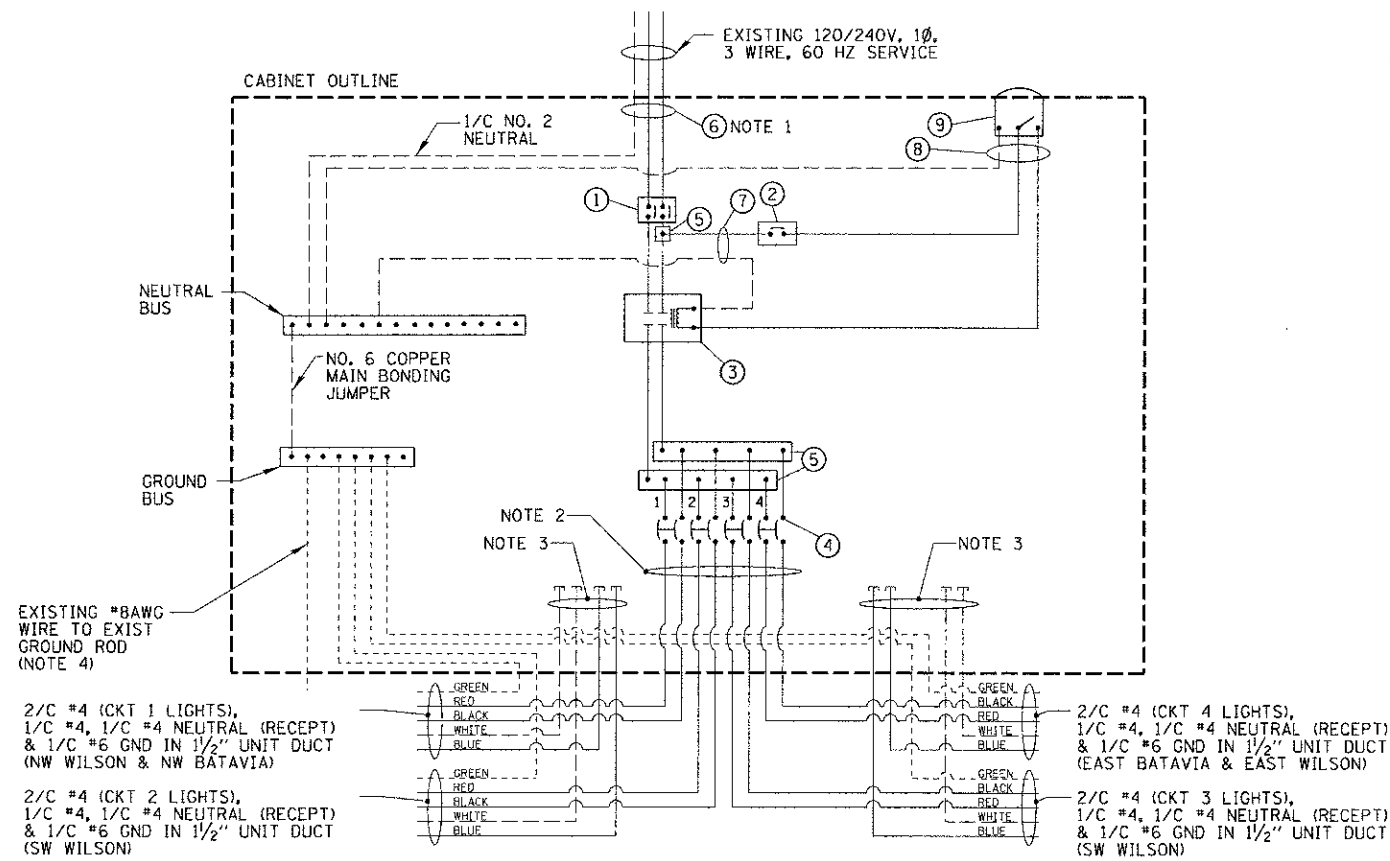 EXISTING 120/240V, 1Ø,
3 WIRE, 60 HZ SERVICE
CABINET OUTLINE
1/C NO. 2
NEUTRAL
6 NOTE 1
9
8
1
5
7
2
NEUTRAL
BUS
NO. 6 COPPER
MAIN BONDING
JUMPER
3
GROUND
BUS
5
1 2 3 4
NOTE 2
NOTE 3
4
NOTE 3
EXISTING #8AWG
WIRE TO EXIST
GROUND ROD
(NOTE 4)
2/C #4 (CKT 1 LIGHTS),
1/C #4, 1/C #4 NEUTRAL (RECEPT)
& 1/C #6 GND IN 1½" UNIT DUCT
(NW WILSON & NW BATAVIA)
GREEN
RED
BLACK
WHITE
BLUE
2/C #4 (CKT 2 LIGHTS),
1/C #4, 1/C #4 NEUTRAL (RECEPT)
& 1/C #6 GND IN 1½" UNIT DUCT
(SW WILSON)
GREEN
RED
BLACK
WHITE
BLUE
GREEN
BLACK
RED
WHITE
BLUE
2/C #4 (CKT 4 LIGHTS),
1/C #4, 1/C #4 NEUTRAL (RECEPT)
& 1/C #6 GND IN 1½" UNIT DUCT
(EAST BATAVIA & EAST WILSON)
GREEN
BLACK
RED
WHITE
BLUE
2/C #4 (CKT 3 LIGHTS),
1/C #4, 1/C #4 NEUTRAL (RECEPT)
& 1/C #6 GND IN 1½" UNIT DUCT
(SW WILSON)